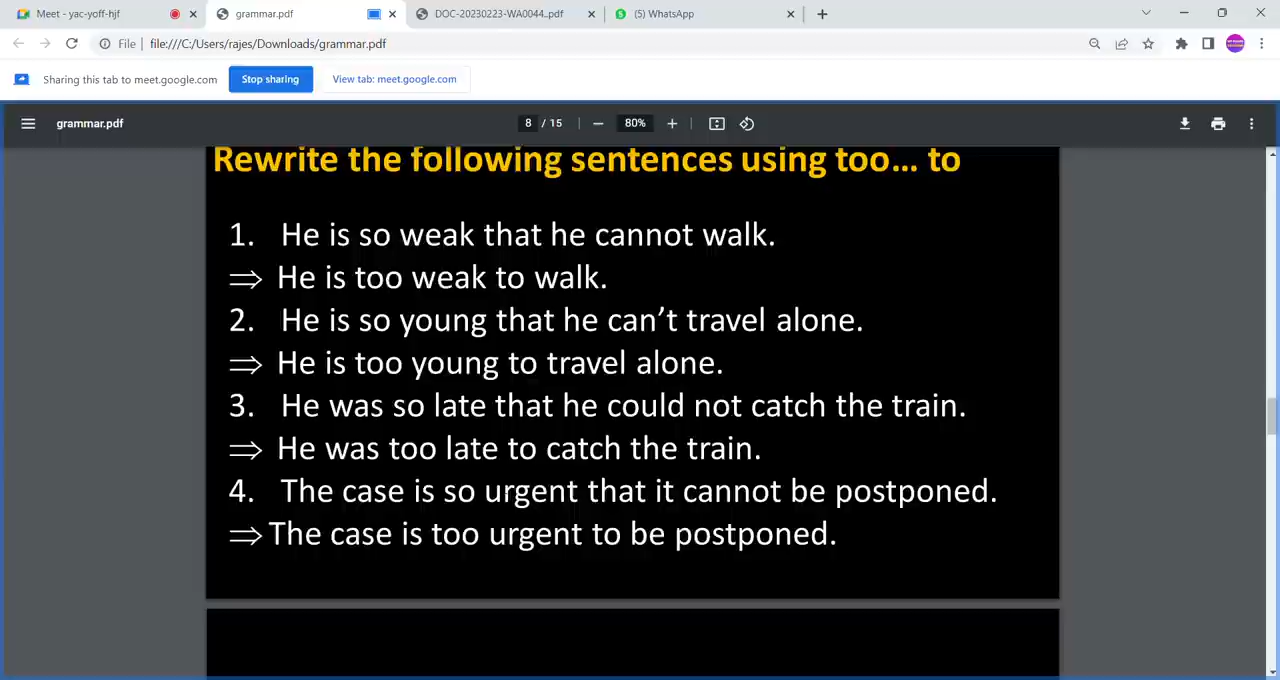 Meet - yac-yoff-hjf
grammar.pdf
DOC-20230223-WA0044_.pdf
(5) WhatsApp
File
file:///C:/Users/rajes/Downloads/grammar.pdf
Sharing this tab to meet.google.com
Stop sharing
View tab: meet.google.com
grammar.pdf
8 / 15
80%
Rewrite the following sentences using too... to
1. He is so weak that he cannot walk.
⇒ He is too weak to walk.
2. He is so young that he can't travel alone.
⇒ He is too young to travel alone.
3. He was so late that he could not catch the train.
⇒ He was too late to catch the train.
4. The case is so urgent that it cannot be postponed.
⇒ The case is too urgent to be postponed.